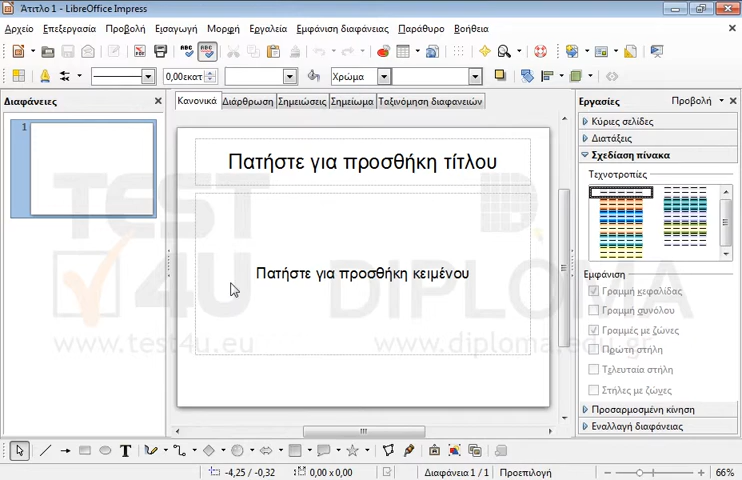 Άτιτλο 1 - LibreOffice Impress
Αρχείο Επεξεργασία Προβολή Εισαγωγή Μορφή Εργαλεία Εμφάνιση διαφάνειας Παράθυρο Βοήθεια
0,00εκατ Χρώμα
Διαφάνειες
Κανονικά Διάρθρωση Σημειώσεις Σημείωμα Ταξινόμηση διαφανειών
Εργασίες Προβολή
1
Κύριες σελίδες
Διατάξεις
Σχεδίαση πίνακα
Τεχνοτροπίες
Πατήστε για προσθήκη τίτλου
Πατήστε για προσθήκη κειμένου
Εμφάνιση
Γραμμή κεφαλίδας
Γραμμή συνόλου
Γραμμές με ζώνες
Πρώτη στήλη
Τελευταία στήλη
Στήλες με ζώνες
Προσαρμοσμένη κίνηση
Εναλλαγή διαφάνειας
TEST 4U
D DIPLOMA
www.test4u.eu www.diploma.edu.gr
-4,25 / -0,32 0,00 x 0,00 Διαφάνεια 1 / 1 Προεπιλογή 66%